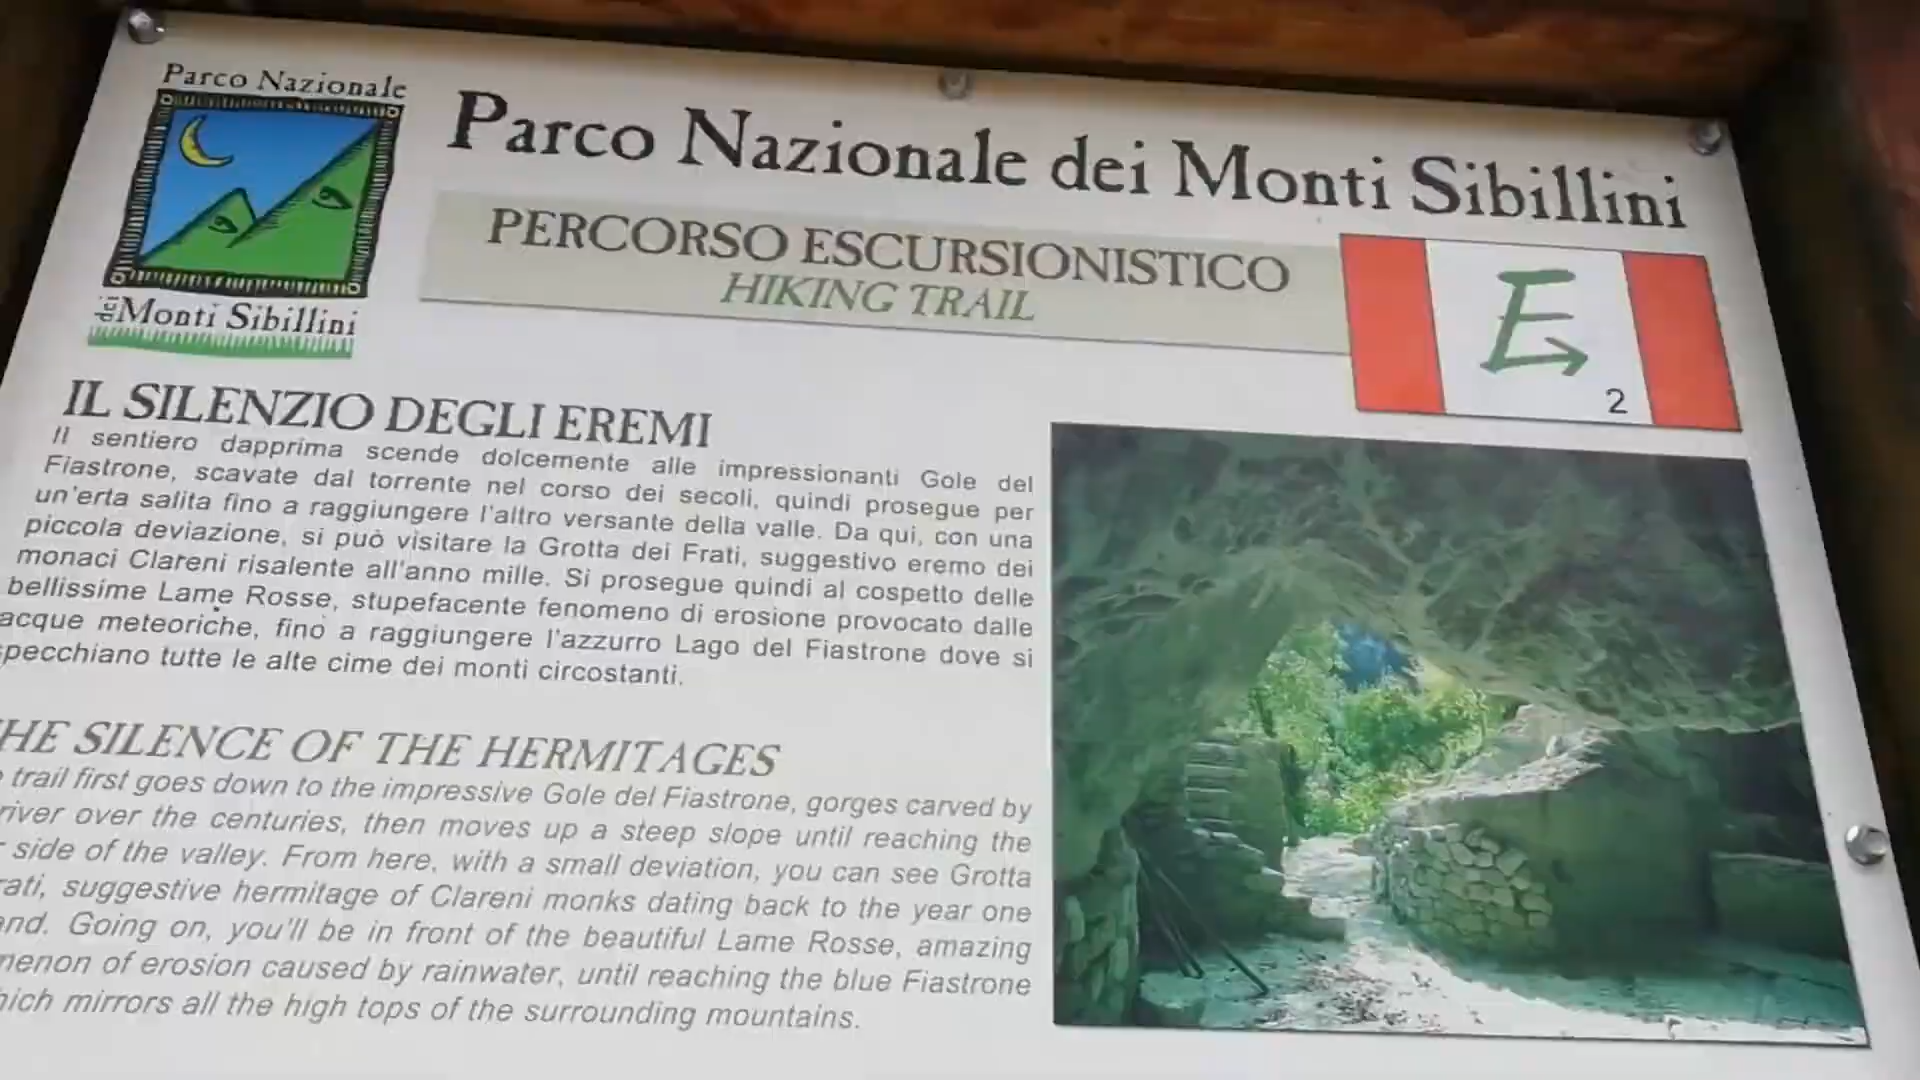 Parco Nazionale
dei Monti Sibillini
Parco Nazionale dei Monti Sibillini
PERCORSO ESCURSIONISTICO
HIKING TRAIL
E
2
IL SILENZIO DEGLI EREMI
Il sentiero dapprima scende dolcemente alle impressionanti Gole del
Fiastrone, scavate dal torrente nel corso dei secoli, quindi prosegue per
un'erta salita fino a raggiungere l'altro versante della valle. Da qui, con una
piccola deviazione, si può visitare la Grotta dei Frati, suggestivo eremo dei
monaci Clareni risalente all'anno mille. Si prosegue quindi al cospetto delle
bellissime Lame Rosse, stupefacente fenomeno di erosione provocato dalle
acque meteoriche, fino a raggiungere l'azzurro Lago del Fiastrone dove si
specchiano tutte le alte cime dei monti circostanti.
HE SILENCE OF THE HERMITAGES
trail first goes down to the impressive Gole del Fiastrone, gorges carved by
river over the centuries, then moves up a steep slope until reaching the
side of the valley. From here, with a small deviation, you can see Grotta
rati, suggestive hermitage of Clareni monks dating back to the year one
and. Going on, you'll be in front of the beautiful Lame Rosse, amazing
menon of erosion caused by rainwater, until reaching the blue Fiastrone
hich mirrors all the high tops of the surrounding mountains.